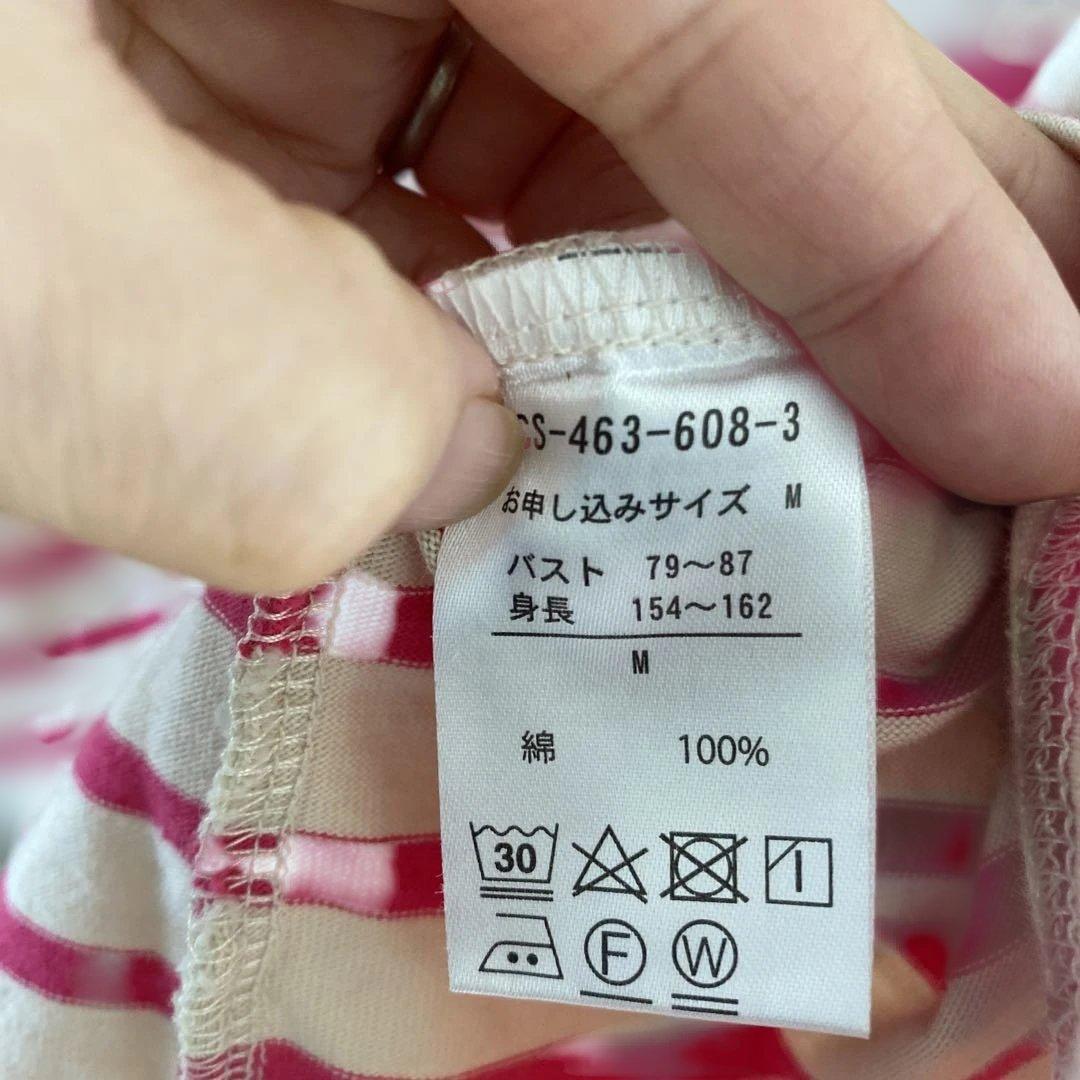 CS-463-608-3
お申し込みサイズ M
バスト 79～87
身長 154～162
M
綿 100%
30
F W